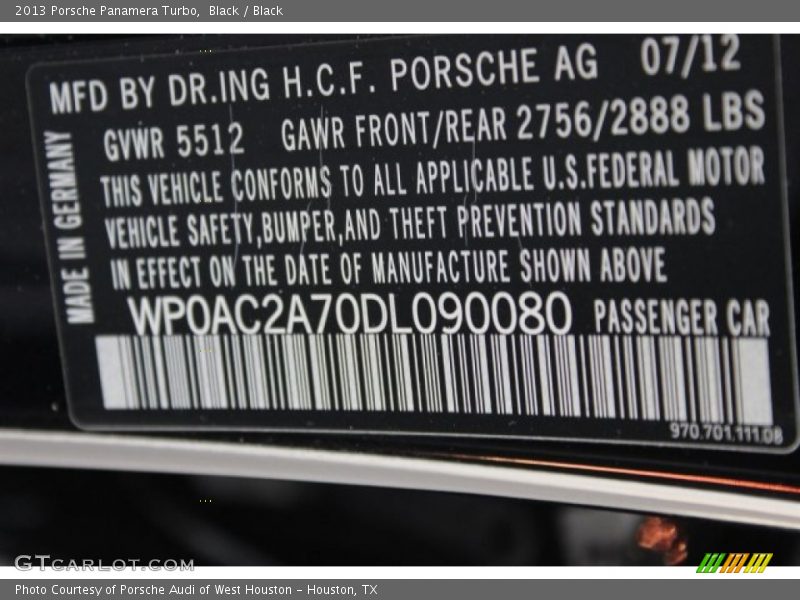 2013 Porsche Panamera Turbo,  Black / Black
MFD BY DR.ING H.C.F. PORSCHE AG 07/12
GVWR 5512 GAWR FRONT/REAR 2756/2888 LBS
THIS VEHICLE CONFORMS TO ALL APPLICABLE U.S.FEDERAL MOTOR
VEHICLE SAFETY,BUMPER,AND THEFT PREVENTION STANDARDS
IN EFFECT ON THE DATE OF MANUFACTURE SHOWN ABOVE
MADE IN GERMANY
WP0AC2A70DL090080 PASSENGER CAR
970.701.111.08
GTCARLOT.COM
Photo Courtesy of Porsche Audi of West Houston - Houston, TX